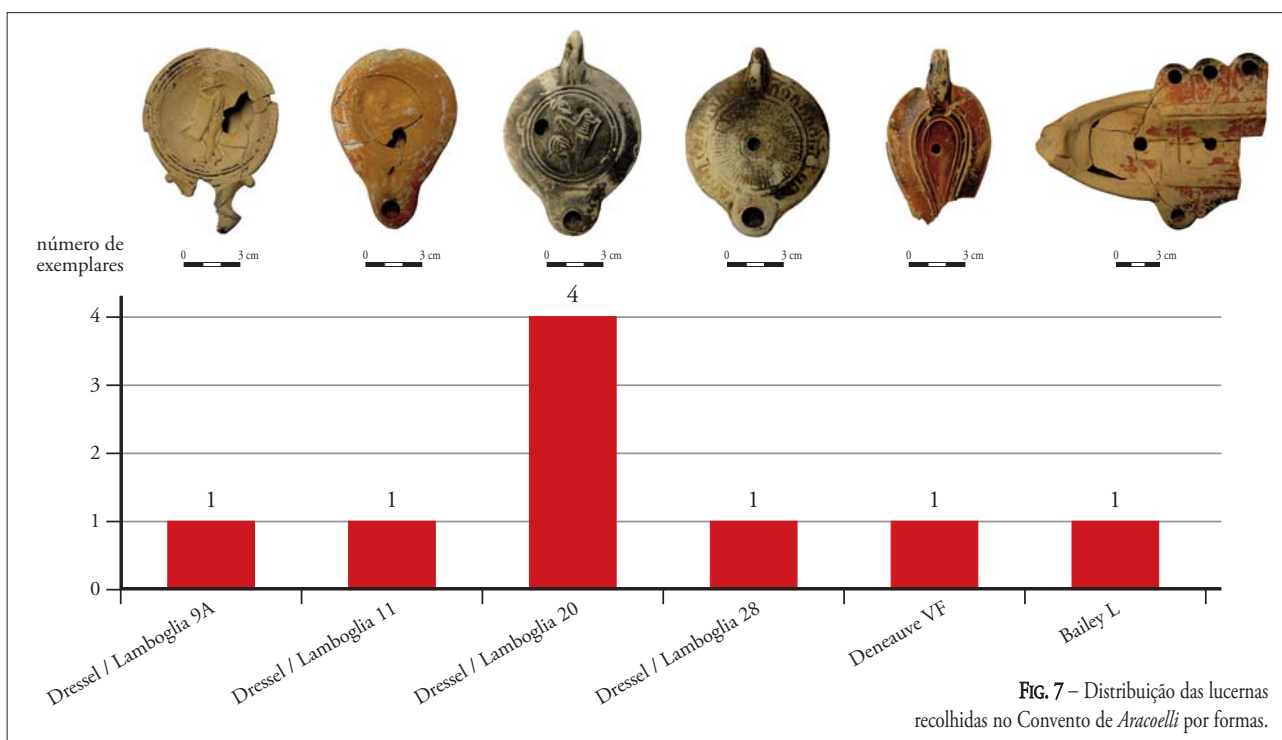 0 3 cm
0 3 cm
0 3 cm
0 3 cm
0 3 cm
0 3 cm
número de
exemplares
4
4
3
2
1
0
1
1
1
1
1
Dressel / Lamboglia 9A
Dressel / Lamboglia 11
Dressel / Lamboglia 20
Dressel / Lamboglia 28
Deneauve VF
Bailey L
FIG. 7 – Distribuição das lucernas
recolhidas no Convento de Aracoelli por formas.